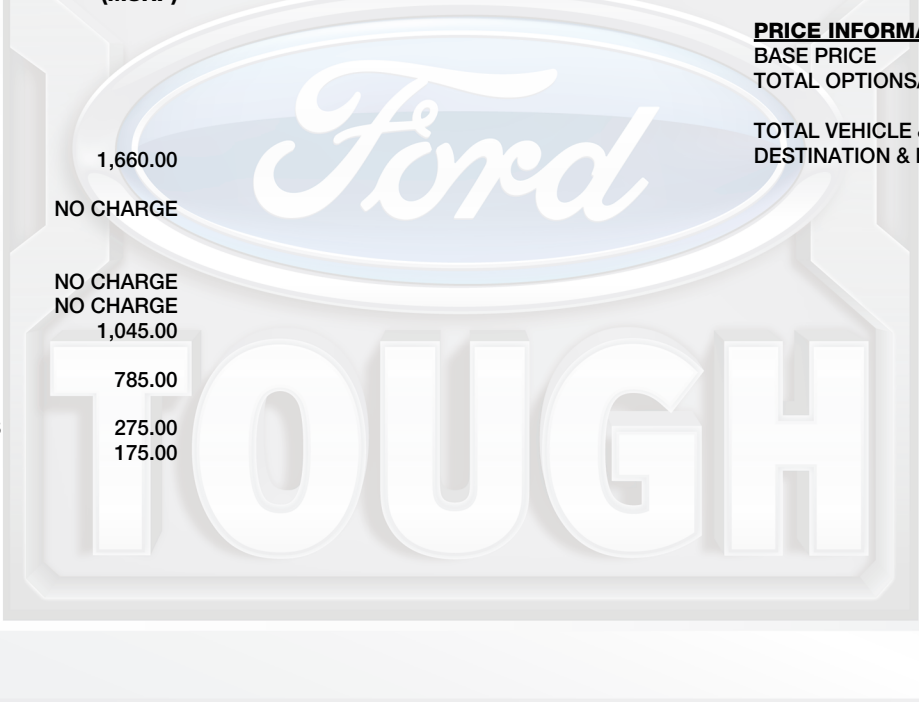 (MSRP)
1,660.00
NO CHARGE
NO CHARGE
NO CHARGE
1,045.00
785.00
275.00
175.00
PRICE INFORMA
BASE PRICE
TOTAL OPTIONS/
TOTAL VEHICLE &
DESTINATION &
Ford
TOUGH